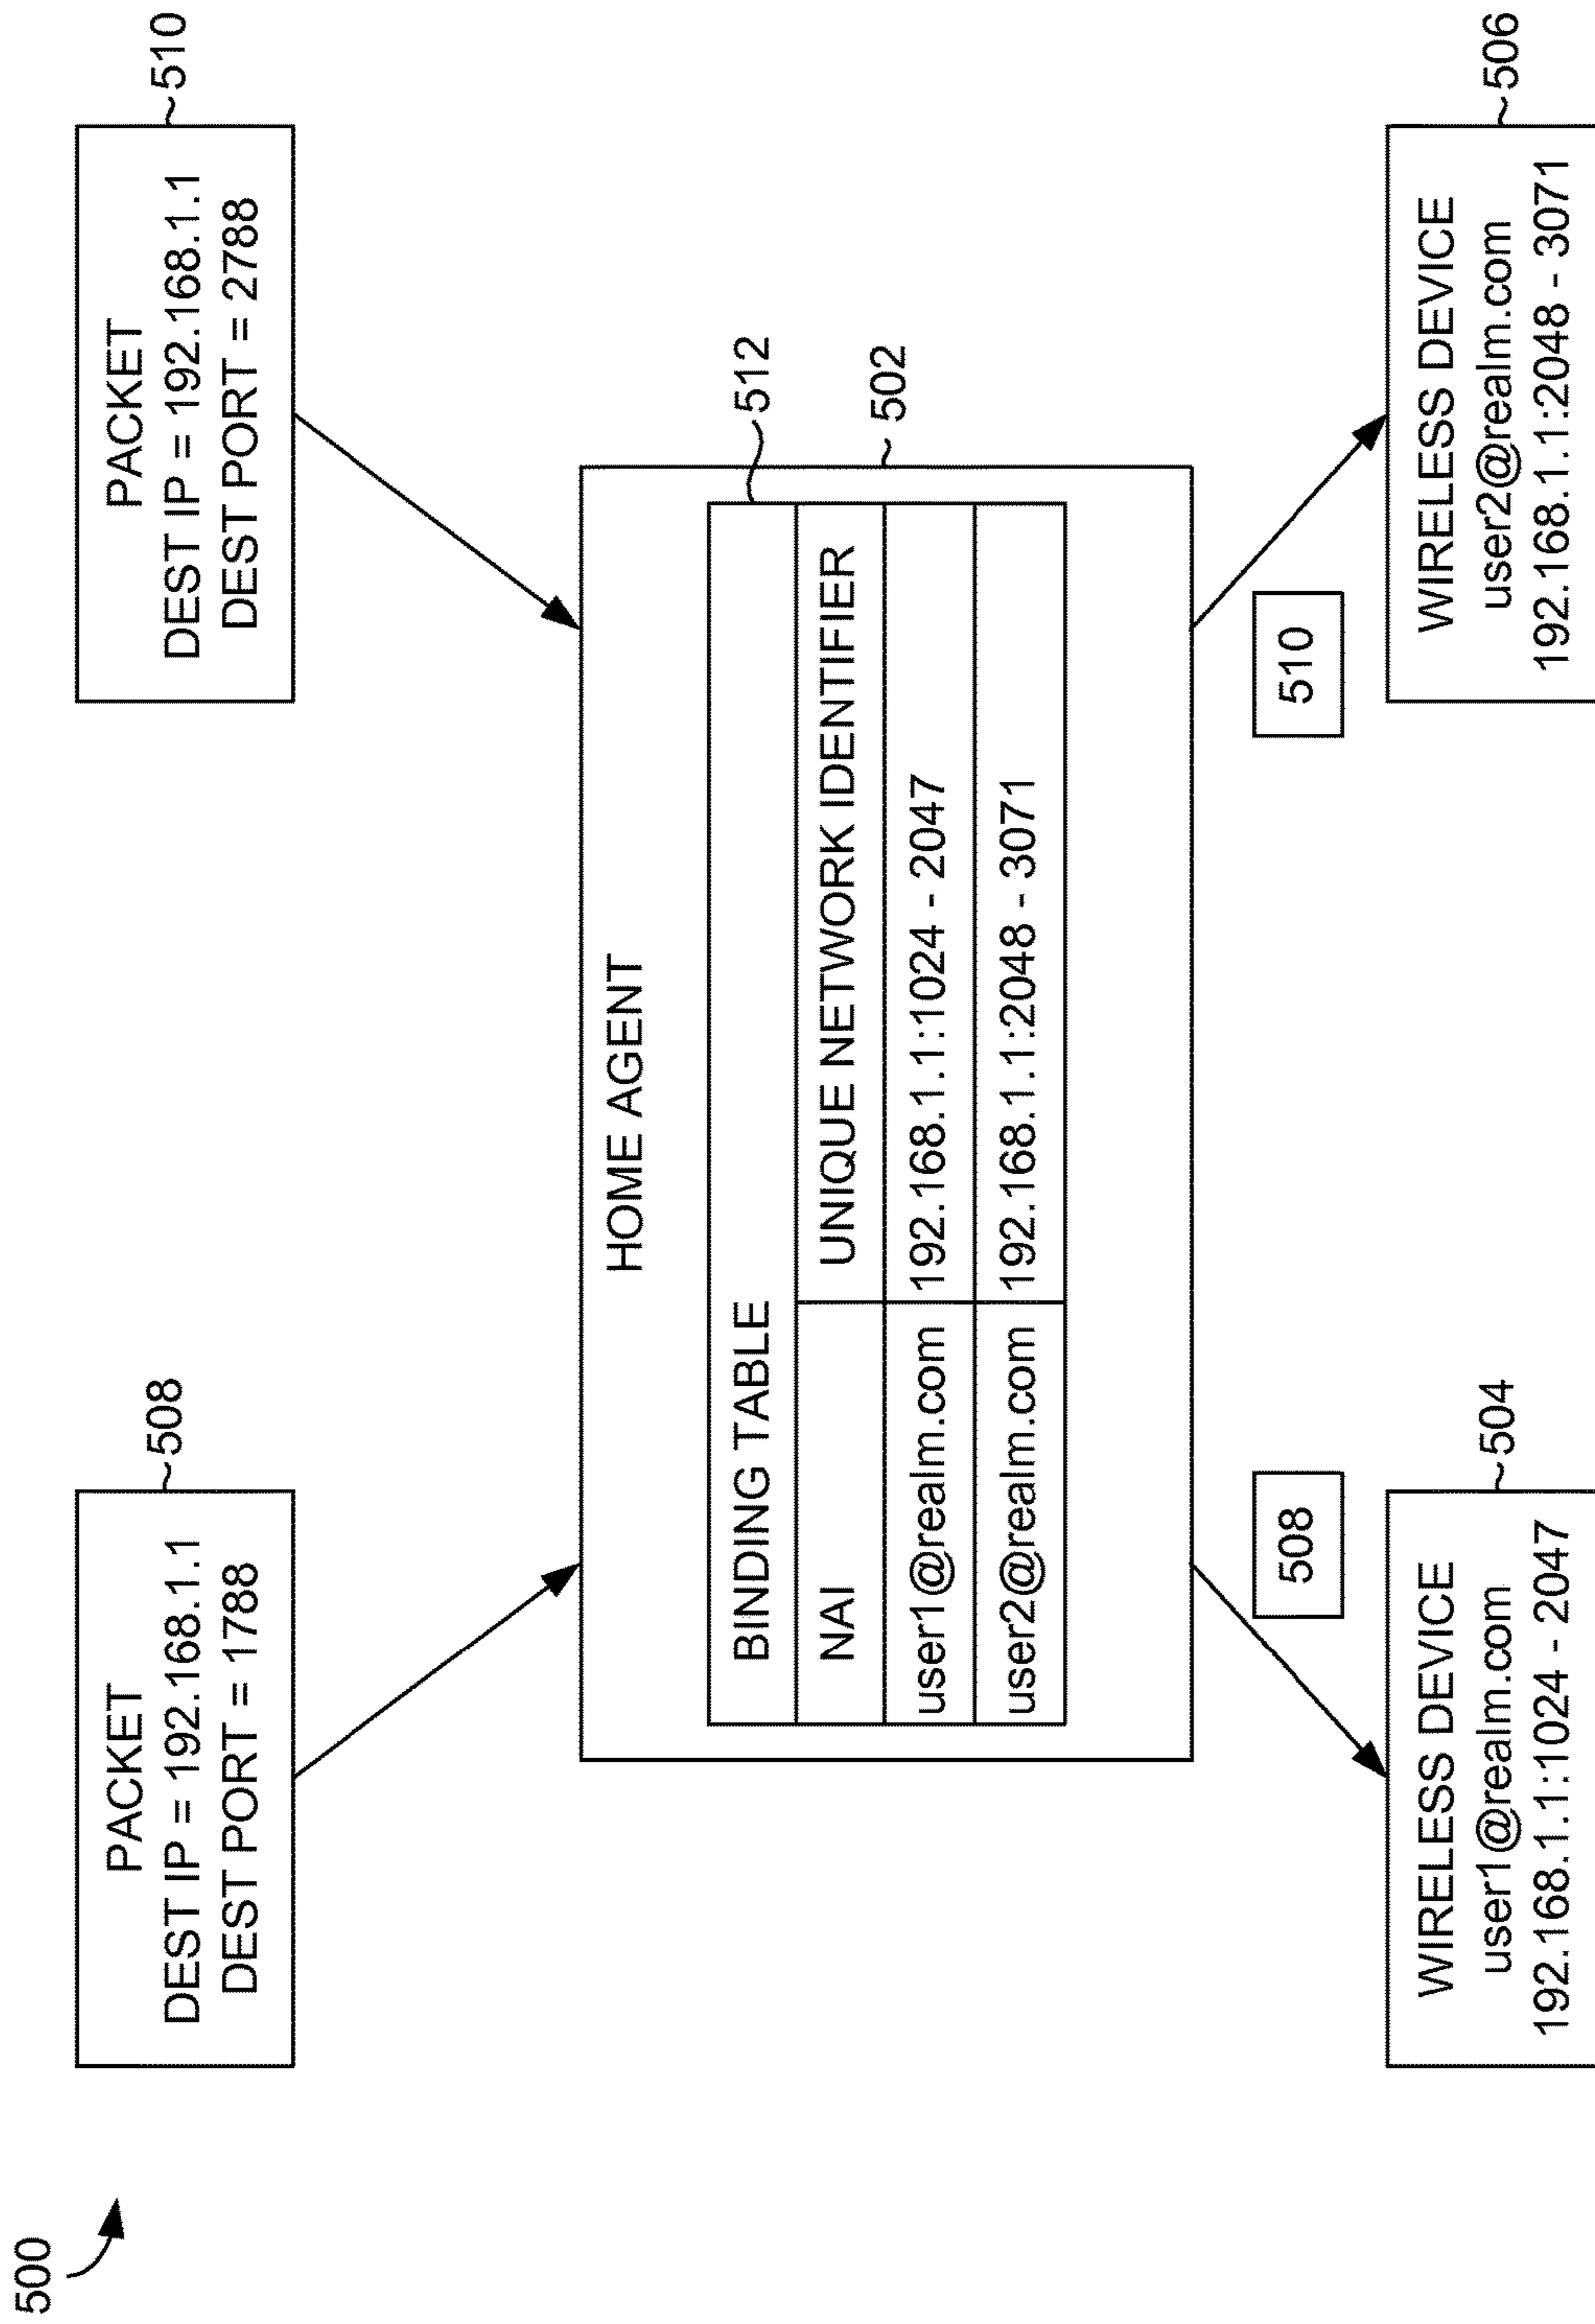 500
PACKET
DEST IP = 192.168.1.1
DEST PORT = 1788
508
PACKET
DEST IP = 192.168.1.1
DEST PORT = 2788
510
HOME AGENT
502
BINDING TABLE
512
NAI UNIQUE NETWORK IDENTIFIER
user1@realm.com 192.168.1.1:1024 - 2047
user2@realm.com 192.168.1.1:2048 - 3071
508
510
WIRELESS DEVICE
user1@realm.com
192.168.1.1:1024 - 2047
504
WIRELESS DEVICE
user2@realm.com
192.168.1.1:2048 - 3071
506